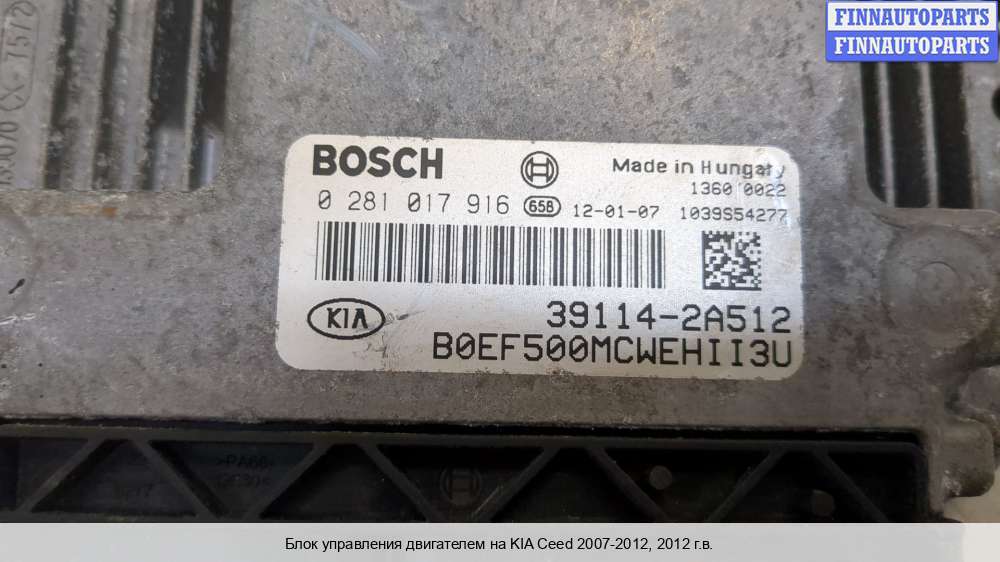 FINNAUTOPARTS
FINNAUTOPARTS
BOSCH
Made in Hungary
0 281 017 916 658 12-01-07
1360 0022
1039S54277
KIA
39114-2A512
B0EF500MCWEHII3U
>PA66-
Блок управления двигателем на KIA Ceed 2007-2012, 2012 г.в.